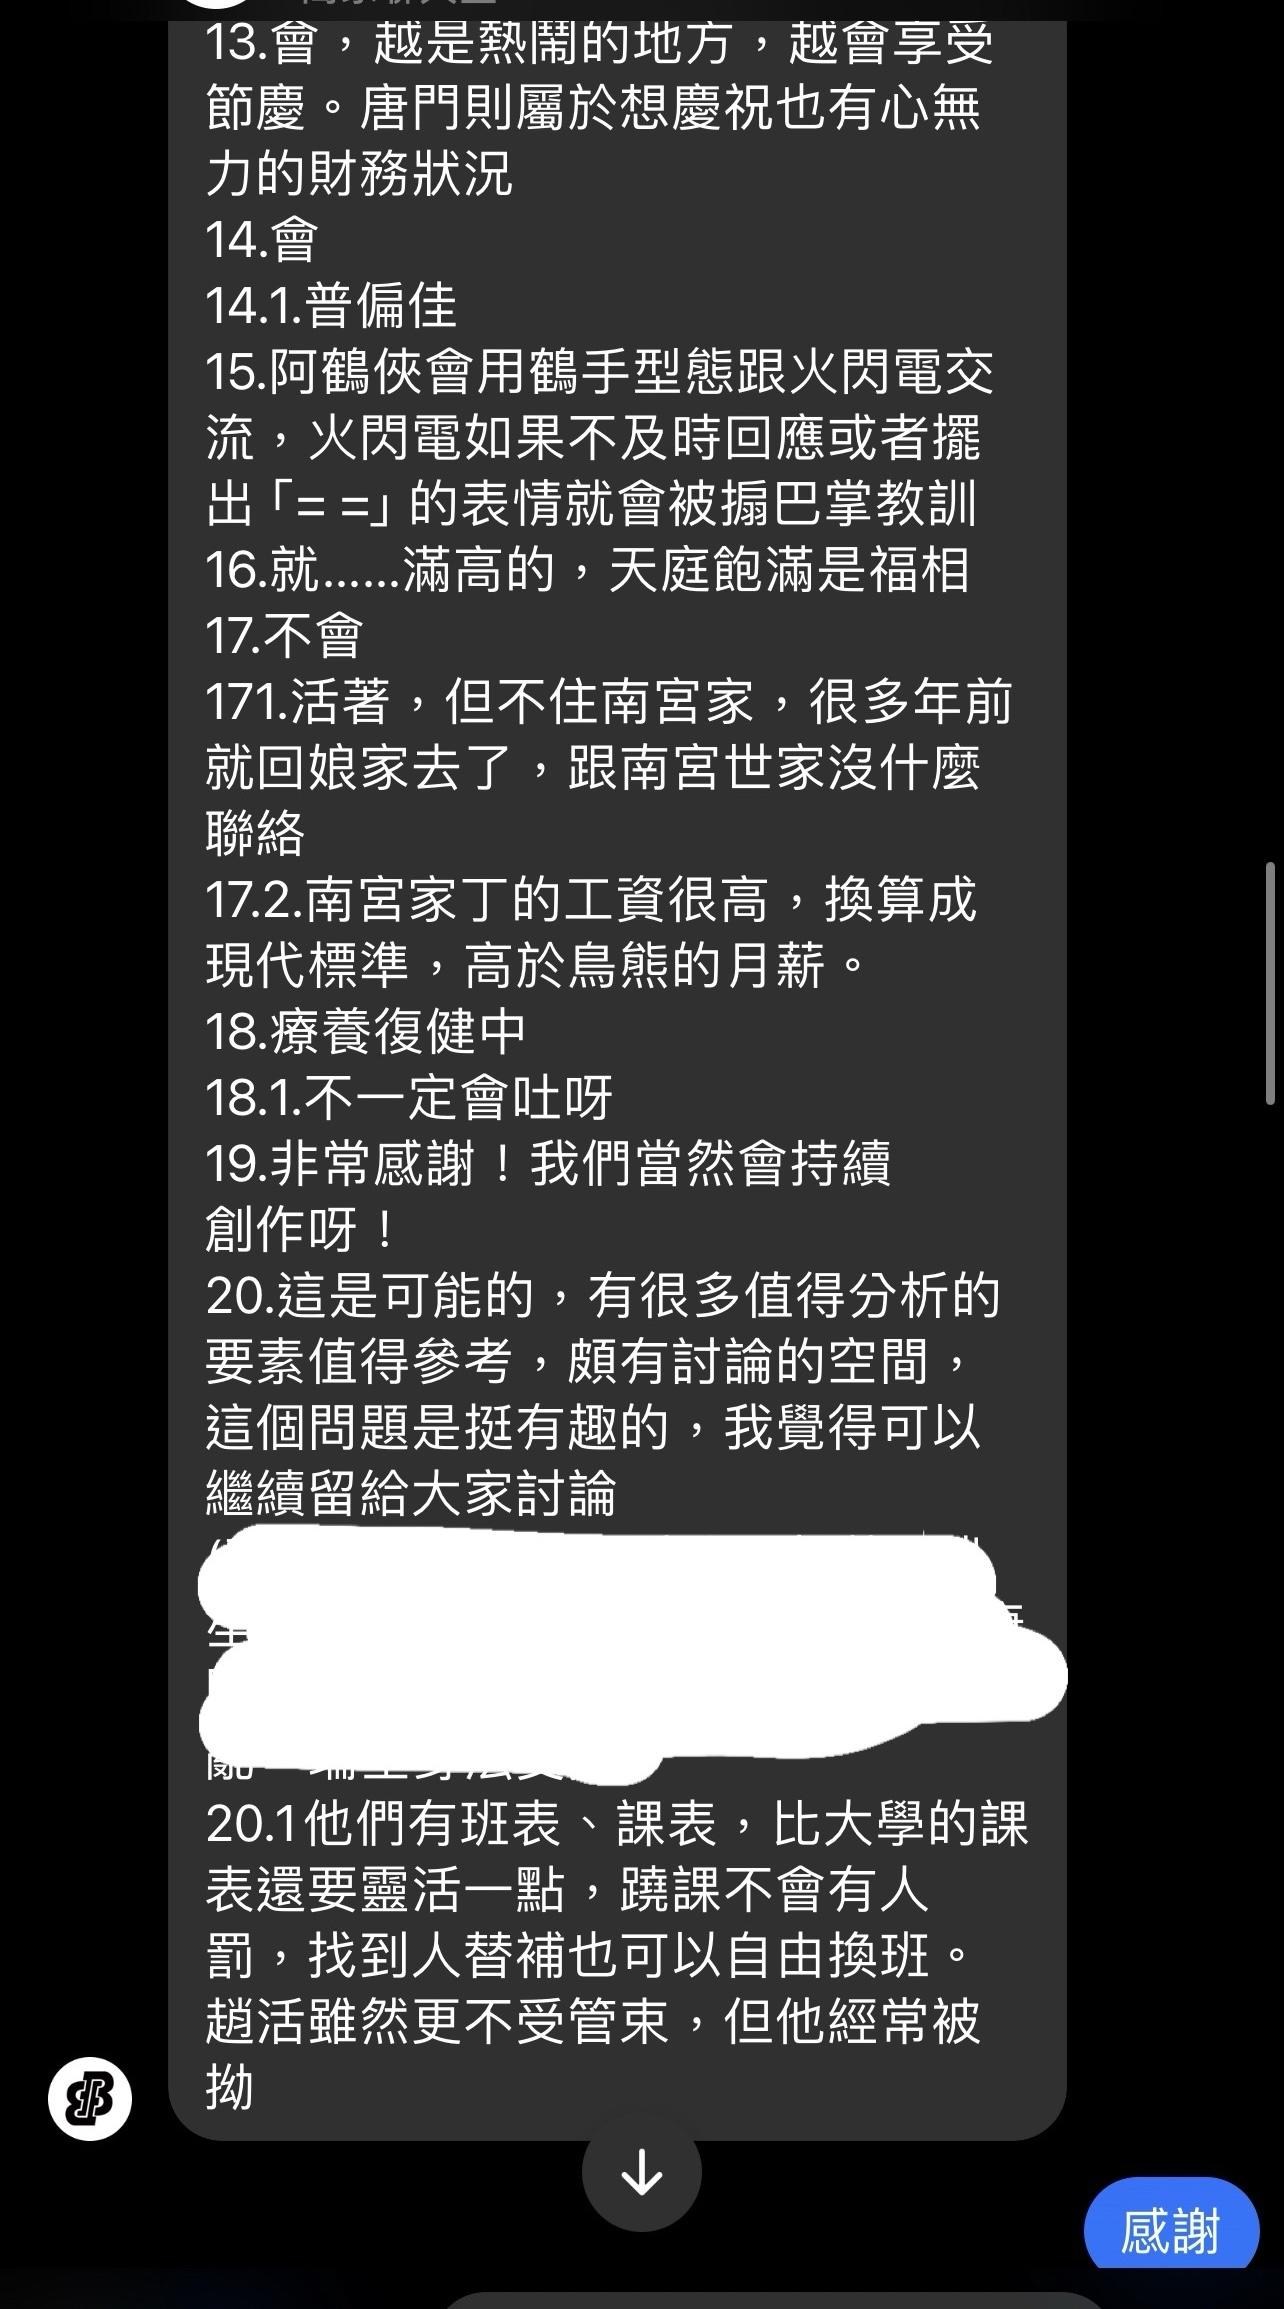 13.會，越是熱鬧的地方，越會享受
節慶。唐門則屬於想慶祝也有心無
力的財務狀況
14.會
14.1.普偏佳
15.阿鶴俠會用鶴手型態跟火閃電交
流，火閃電如果不及時回應或者擺
出「= =」的表情就會被搧巴掌教訓
16.就......滿高的，天庭飽滿是福相
17.不會
171.活著，但不住南宮家，很多年前
就回娘家去了，跟南宮世家沒什麼
聯絡
17.2.南宮家丁的工資很高，換算成
現代標準，高於鳥熊的月薪。
18.療養復健中
18.1.不一定會吐呀
19.非常感謝！我們當然會持續
創作呀！
20.這是可能的，有很多值得分析的
要素值得參考，頗有討論的空間，
這個問題是挺有趣的，我覺得可以
繼續留給大家討論
20.1他們有班表、課表，比大學的課
表還要靈活一點，蹺課不會有人
罰，找到人替補也可以自由換班。
趙活雖然更不受管束，但他經常被
拗
感謝